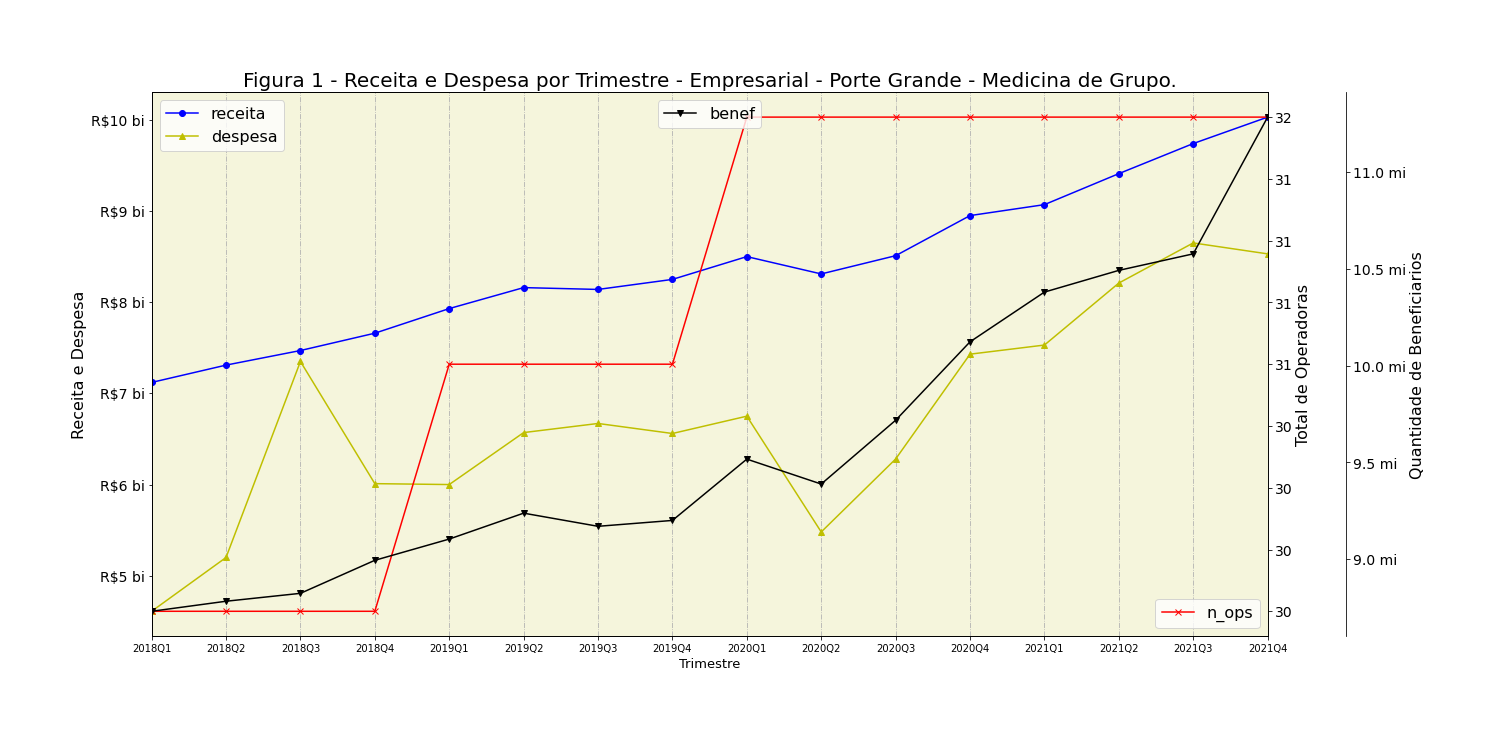 Figura 1 - Receita e Despesa por Trimestre - Empresarial - Porte Grande - Medicina de Grupo.
receita
despesa
benef
n_ops
Receita e Despesa
R$10 bi
R$9 bi
R$8 bi
R$7 bi
R$6 bi
R$5 bi
Total de Operadoras
32
31
31
31
31
30
30
30
30
Quantidade de Beneficiarios
11.0 mi
10.5 mi
10.0 mi
9.5 mi
9.0 mi
2018Q1 2018Q2 2018Q3 2018Q4 2019Q1 2019Q2 2019Q3 2019Q4 2020Q1 2020Q2 2020Q3 2020Q4 2021Q1 2021Q2 2021Q3 2021Q4
Trimestre